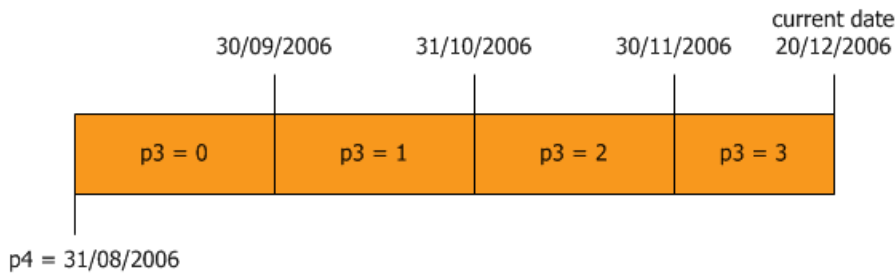 current date
30/09/2006 31/10/2006 30/11/2006 20/12/2006
p3 = 0 p3 = 1 p3 = 2 p3 = 3
p4 = 31/08/2006